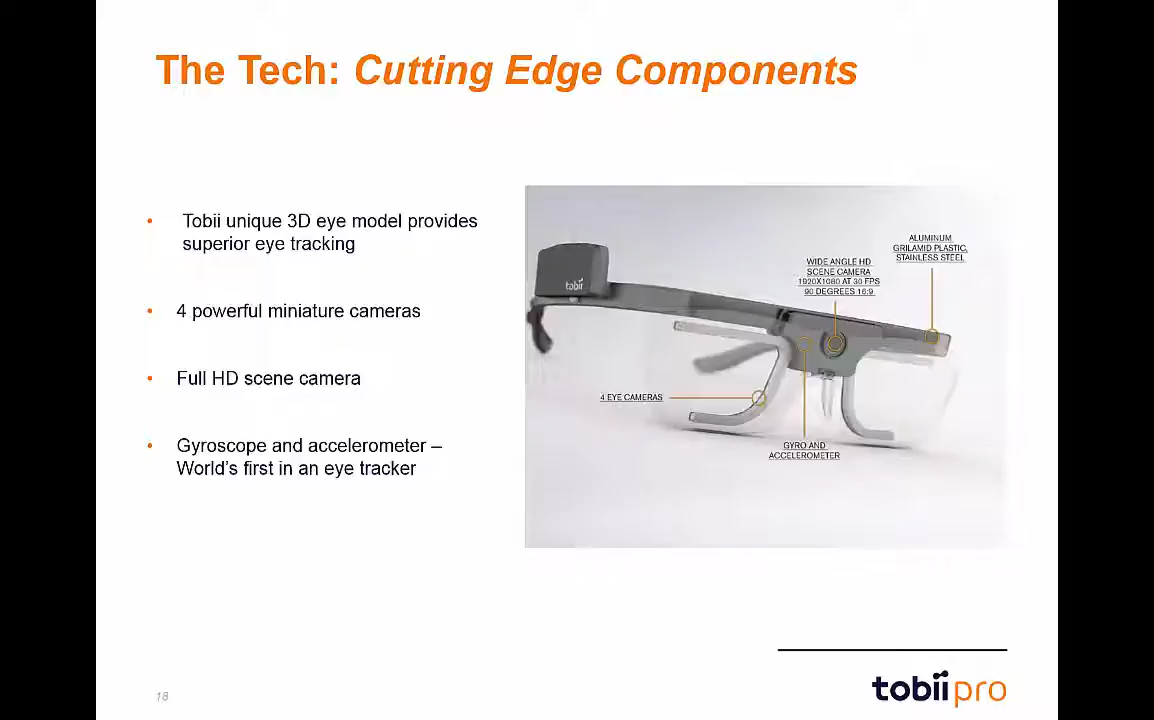 The Tech: Cutting Edge Components
• Tobii unique 3D eye model provides
superior eye tracking
• 4 powerful miniature cameras
• Full HD scene camera
• Gyroscope and accelerometer –
World's first in an eye tracker
ALUMINUM
GRILAMID PLASTIC,
STAINLESS STEEL
WIDE ANGLE HD
SCENE CAMERA
1920X1080 AT 30 FPS
90 DEGREES 16:9
tobii
4 EYE CAMERAS
GYRO AND
ACCELEROMETER
18
tobii pro